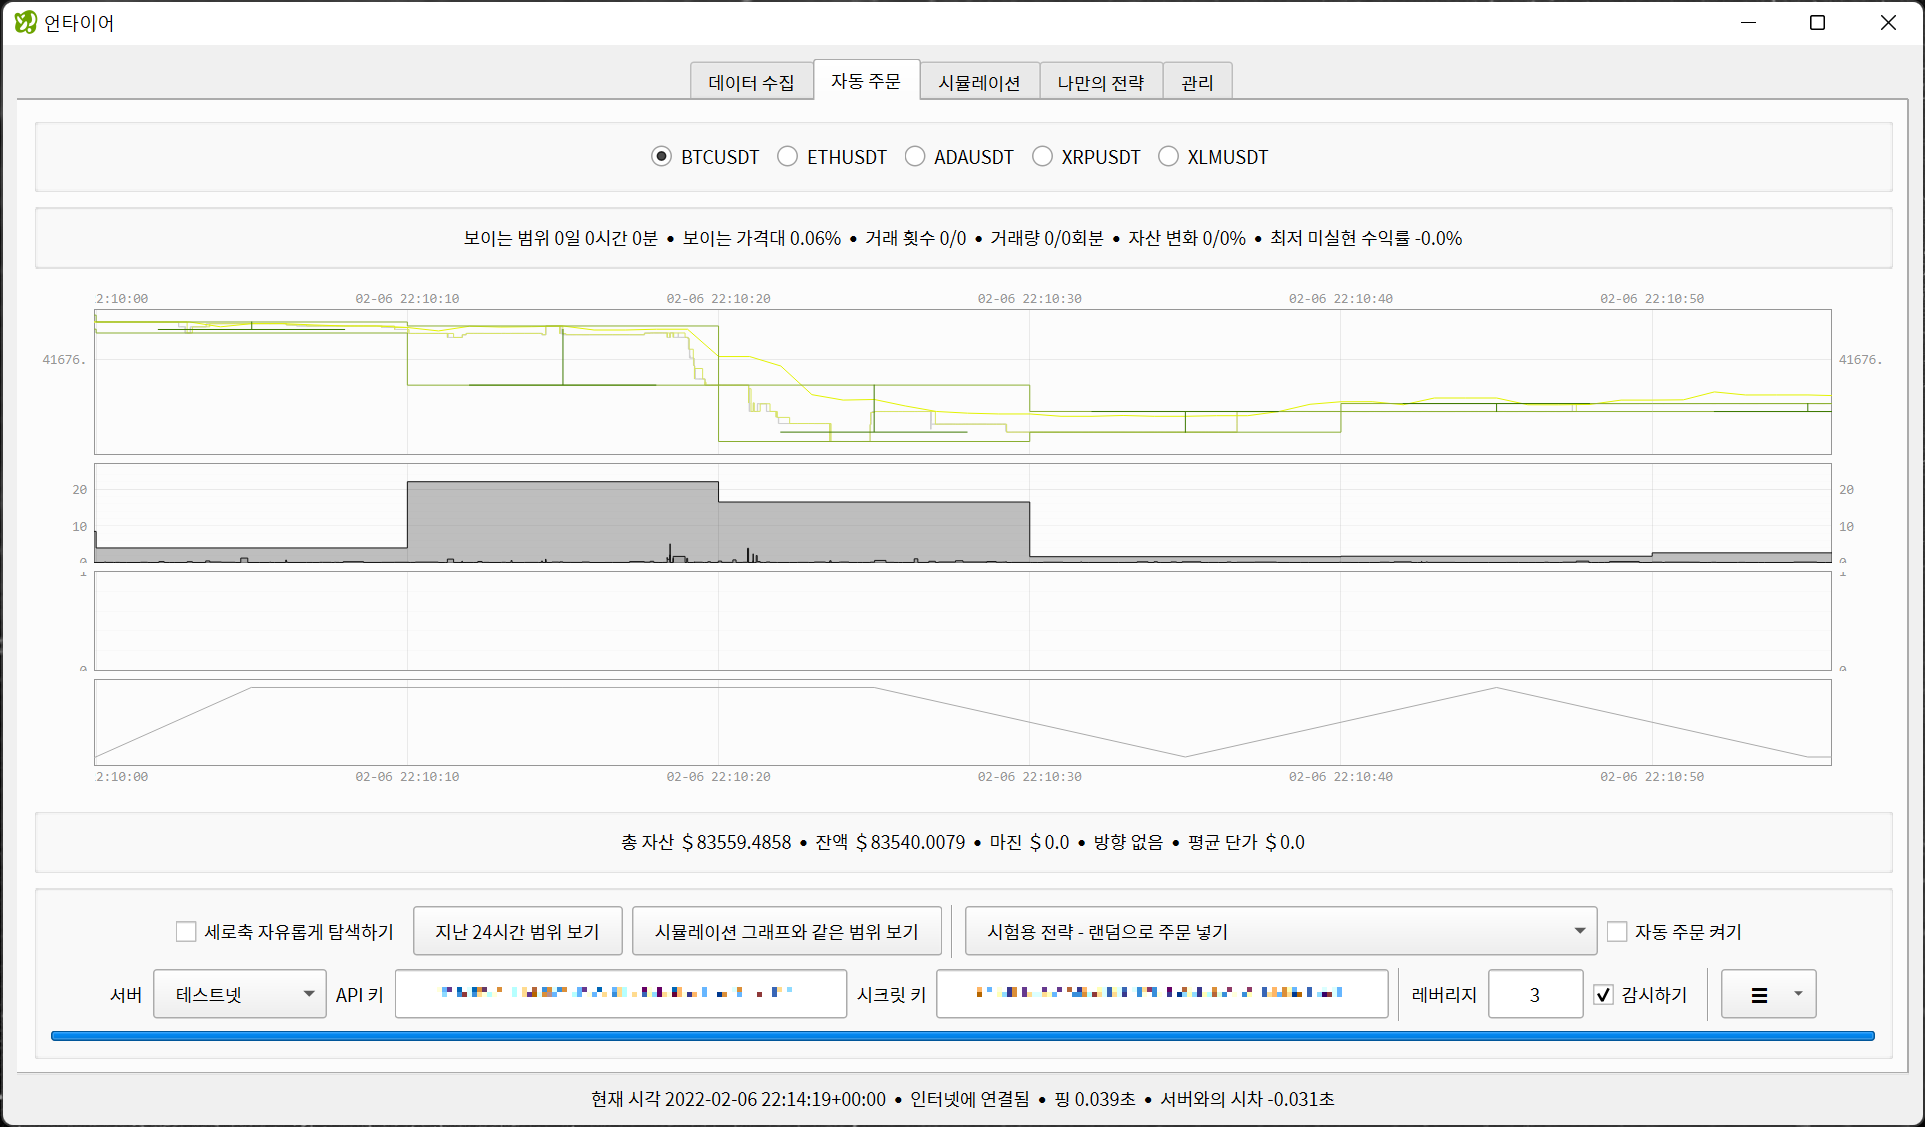 언타이어
데이터 수집 자동 주문 시뮬레이션 나만의 전략 관리
BTCUSDT ETHUSDT ADAUSDT XRPUSDT XLMUSDT
보이는 범위 0일 0시간 0분 • 보이는 가격대 0.06% • 거래 횟수 0/0 • 거래량 0/0회분 • 자산 변화 0/0% • 최저 미실현 수익률 -0.0%
2:10:00 02-06 22:10:10 02-06 22:10:20 02-06 22:10:30 02-06 22:10:40 02-06 22:10:50
41676. 41676.
20 20
10 10
0 0
1 1
0 0
2:10:00 02-06 22:10:10 02-06 22:10:20 02-06 22:10:30 02-06 22:10:40 02-06 22:10:50
총 자산 $83559.4858 • 잔액 $83540.0079 • 마진 $0.0 • 방향 없음 • 평균 단가 $0.0
세로축 자유롭게 탐색하기 지난 24시간 범위 보기 시뮬레이션 그래프와 같은 범위 보기 시험용 전략 - 랜덤으로 주문 넣기 자동 주문 켜기
서버 테스트넷 API 키 시크릿 키 레버리지 3 감시하기
현재 시각 2022-02-06 22:14:19+00:00 • 인터넷에 연결됨 • 핑 0.039초 • 서버와의 시차 -0.031초